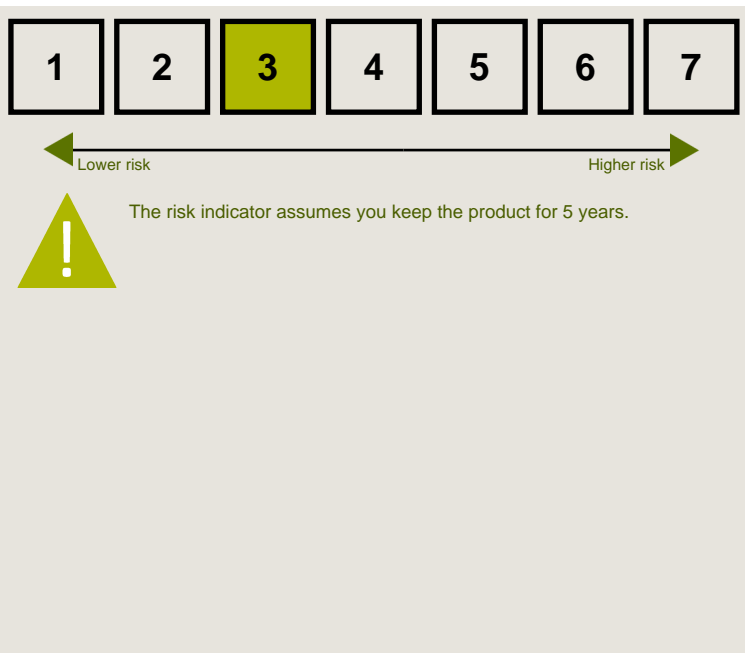 1 2 3 4 5 6 7
Lower risk Higher risk
The risk indicator assumes you keep the product for 5 years.
!